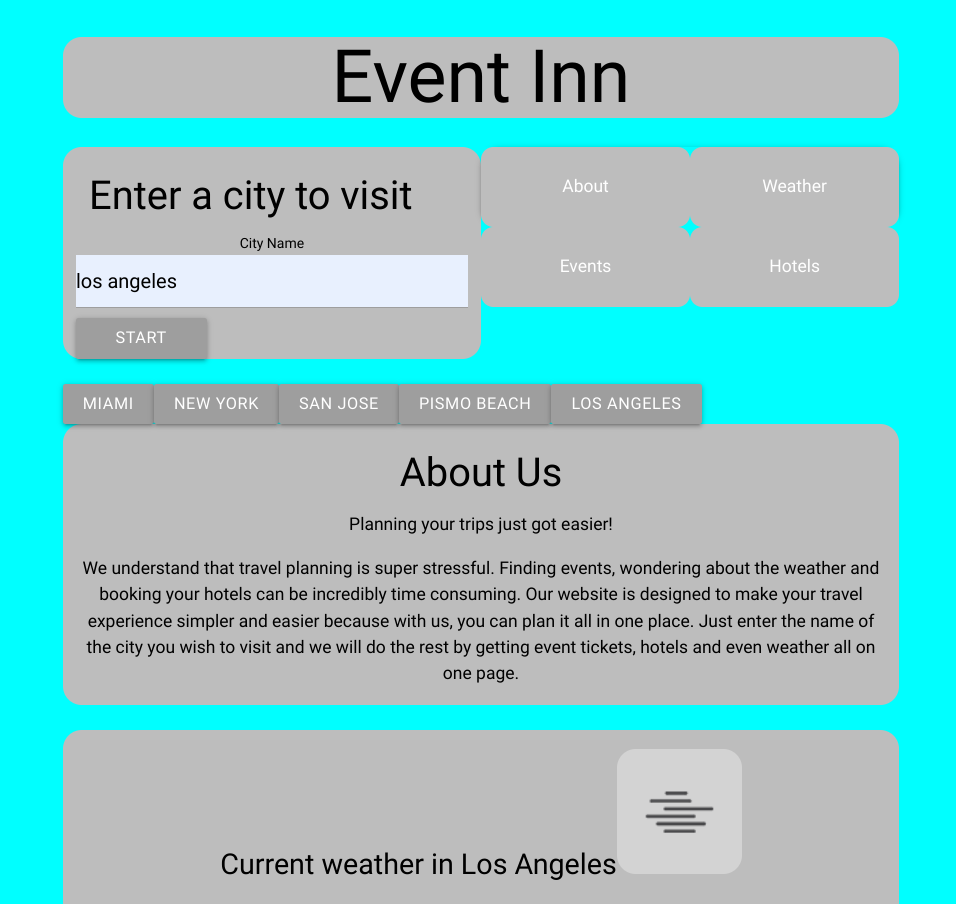 Event Inn
Enter a city to visit
City Name
los angeles
START
About
Weather
Events
Hotels
MIAMI
NEW YORK
SAN JOSE
PISMO BEACH
LOS ANGELES
About Us
Planning your trips just got easier!
We understand that travel planning is super stressful. Finding events, wondering about the weather and
booking your hotels can be incredibly time consuming. Our website is designed to make your travel
experience simpler and easier because with us, you can plan it all in one place. Just enter the name of
the city you wish to visit and we will do the rest by getting event tickets, hotels and even weather all on
one page.
Current weather in Los Angeles